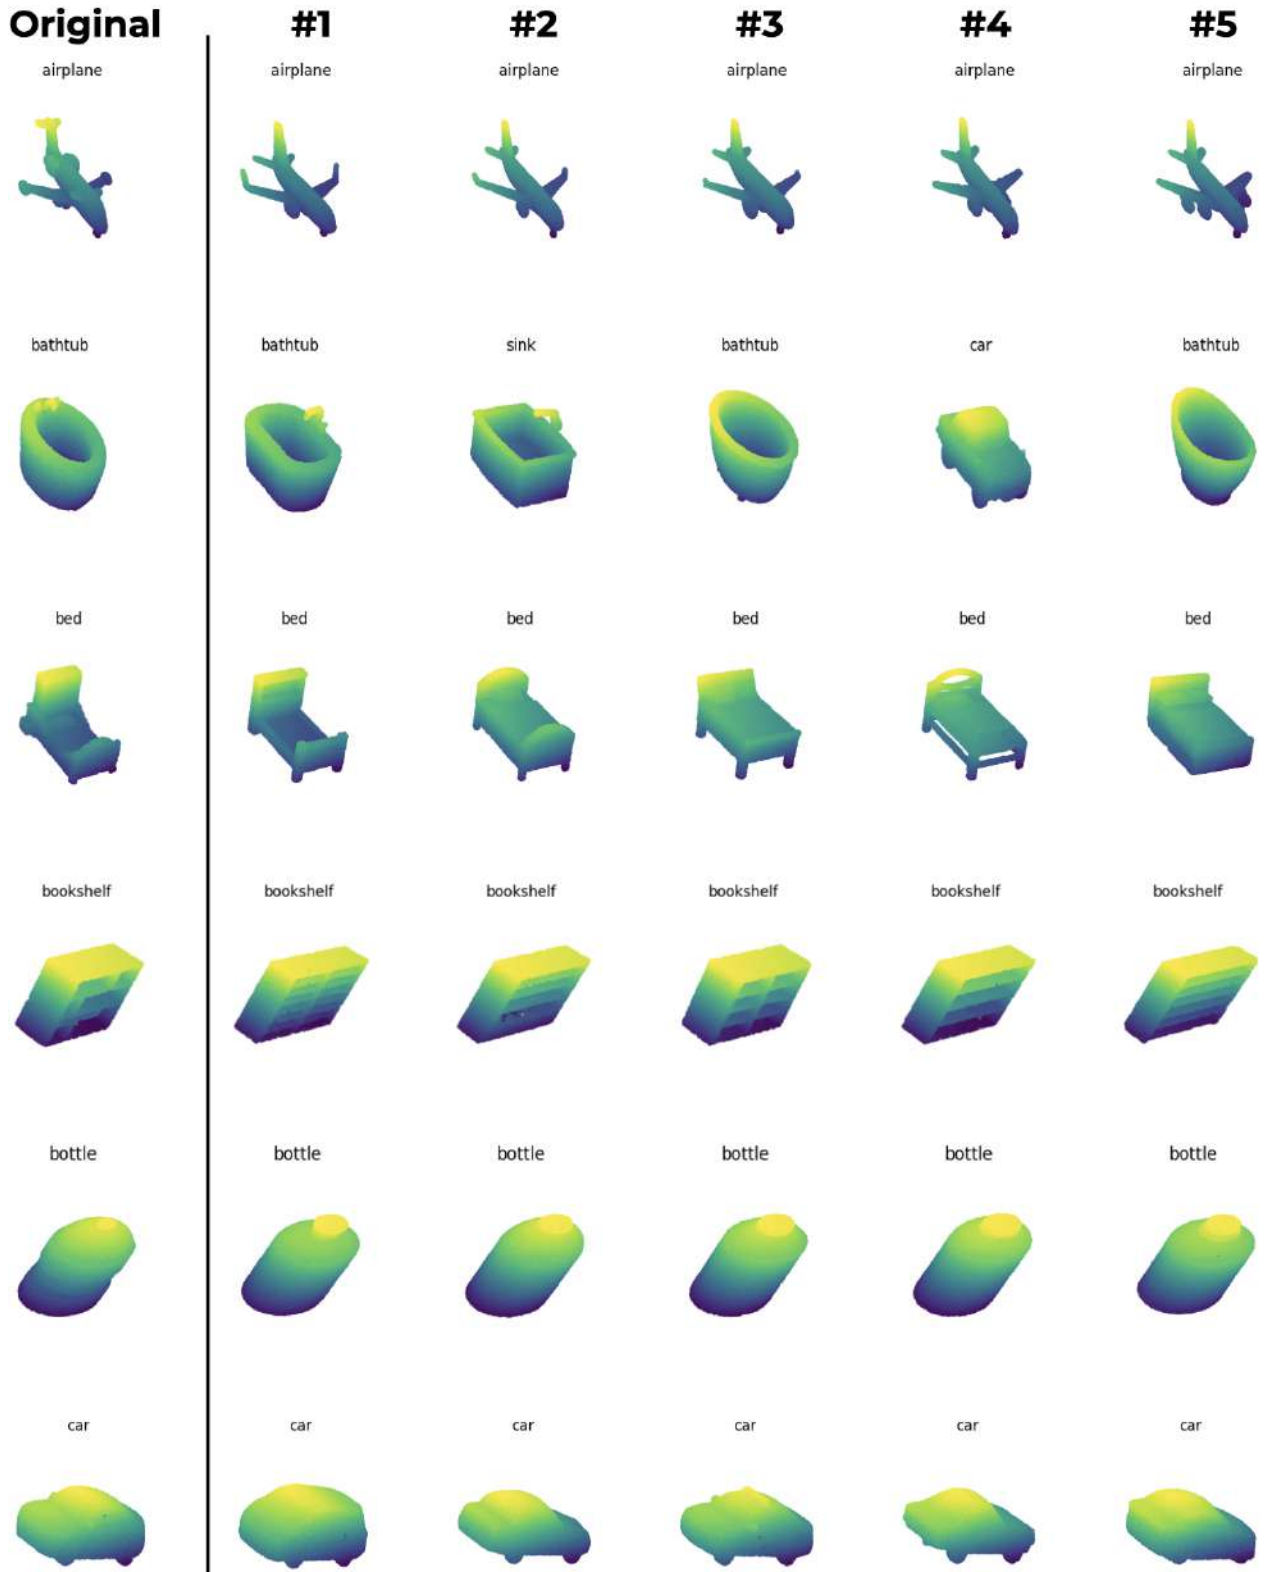 Original #1 #2 #3 #4 #5
airplane airplane airplane airplane airplane airplane
bathtub bathtub sink bathtub car bathtub
bed bed bed bed bed bed
bookshelf bookshelf bookshelf bookshelf bookshelf bookshelf
bottle bottle bottle bottle bottle bottle
car car car car car car